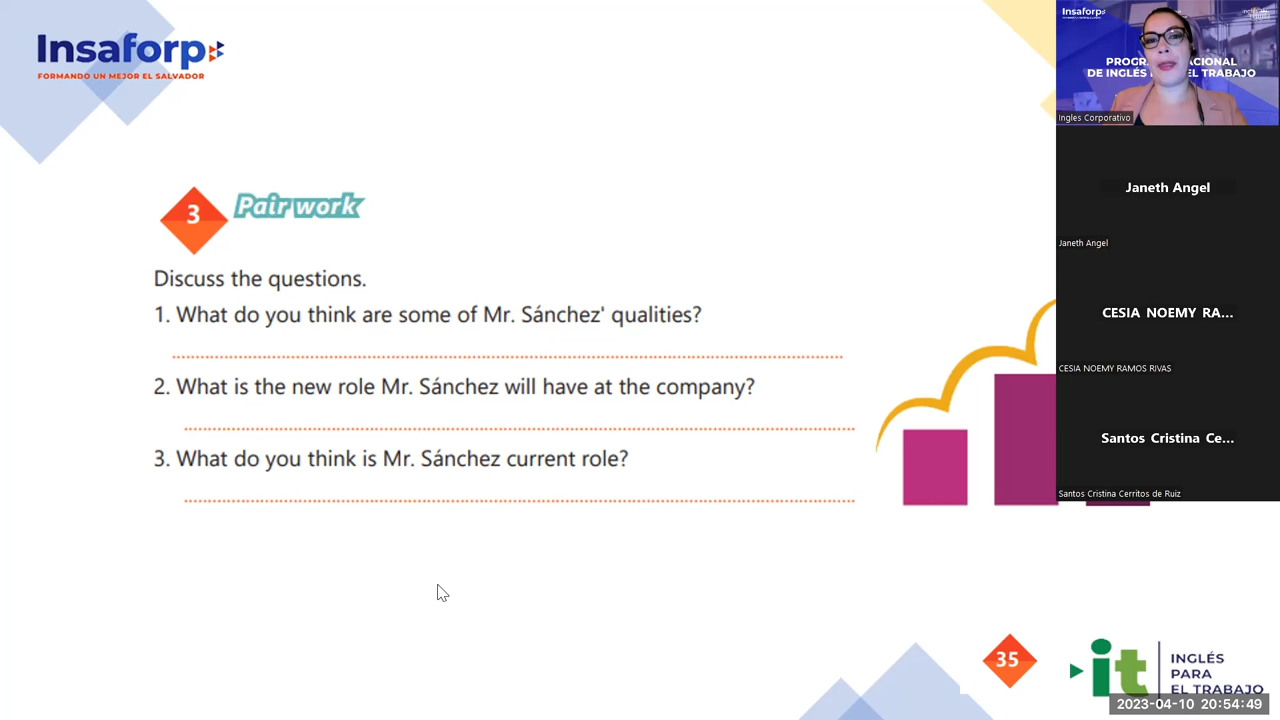 Insaforp
FORMANDO UN MEJOR EL SALVADOR
3
Pair work
Discuss the questions.
1. What do you think are some of Mr. Sánchez' qualities?
2. What is the new role Mr. Sánchez will have at the company?
3. What do you think is Mr. Sánchez current role?
35
INGLÉS
PARA
EL TRABAJO
it
2023-04-10 20:54:49
Insaforp
Ingles Corporativo
Janeth Angel
Janeth Angel
CESIA NOEMY RA...
CESIA NOEMY RAMOS RIVAS
Santos Cristina Ce...
Santos Cristina Cerritos de Ruiz